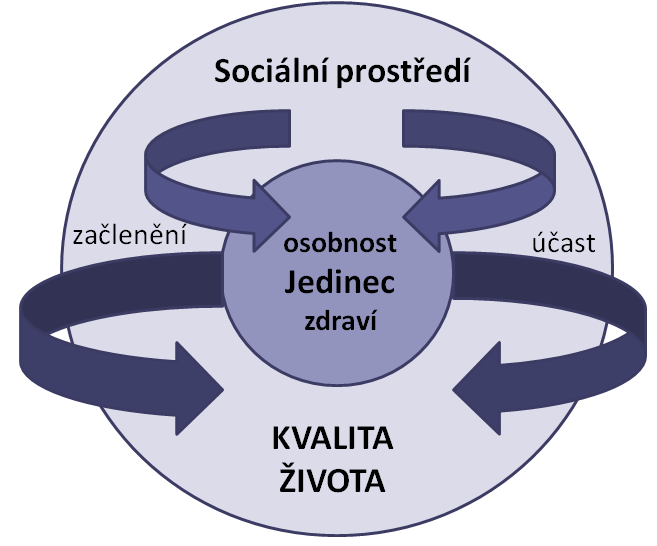 Sociální prostředí
začlenění
účast
osobnost
Jedinec
zdraví
KVALITA
ŽIVOTA